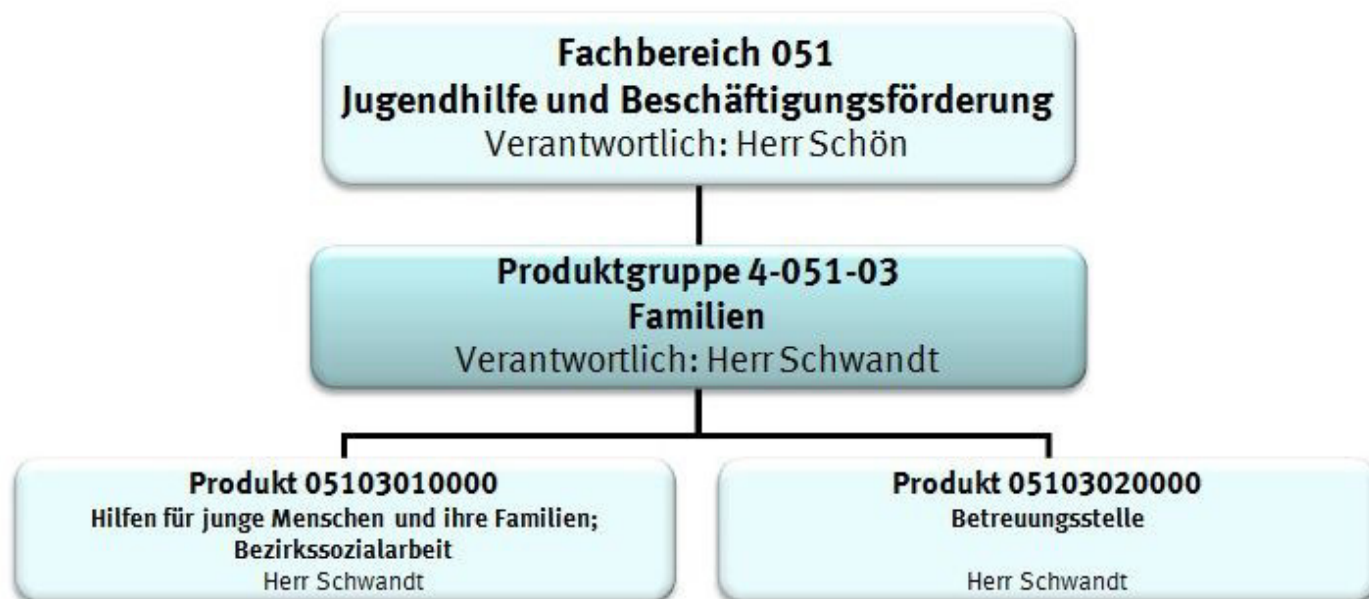 Fachbereich 051
Jugendhilfe und Beschäftigungsförderung
Verantwortlich: Herr Schön
Produktgruppe 4-051-03
Familien
Verantwortlich: Herr Schwandt
Produkt 05103010000
Hilfen für junge Menschen und ihre Familien;
Bezirkssozialarbeit
Herr Schwandt
Produkt 05103020000
Betreuungsstelle
Herr Schwandt